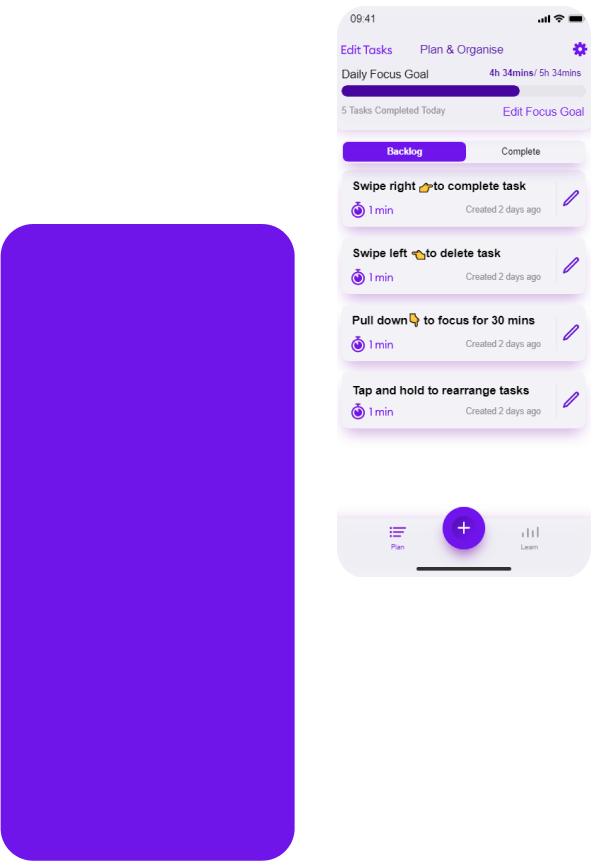 09:41
Edit Tasks Plan & Organise
Daily Focus Goal 4h 34mins/ 5h 34mins
5 Tasks Completed Today Edit Focus Goal
Backlog Complete
Swipe right 👉to complete task
1 min Created 2 days ago
Swipe left 👈to delete task
1 min Created 2 days ago
Pull down👇 to focus for 30 mins
1 min Created 2 days ago
Tap and hold to rearrange tasks
1 min Created 2 days ago
+
Plan Learn